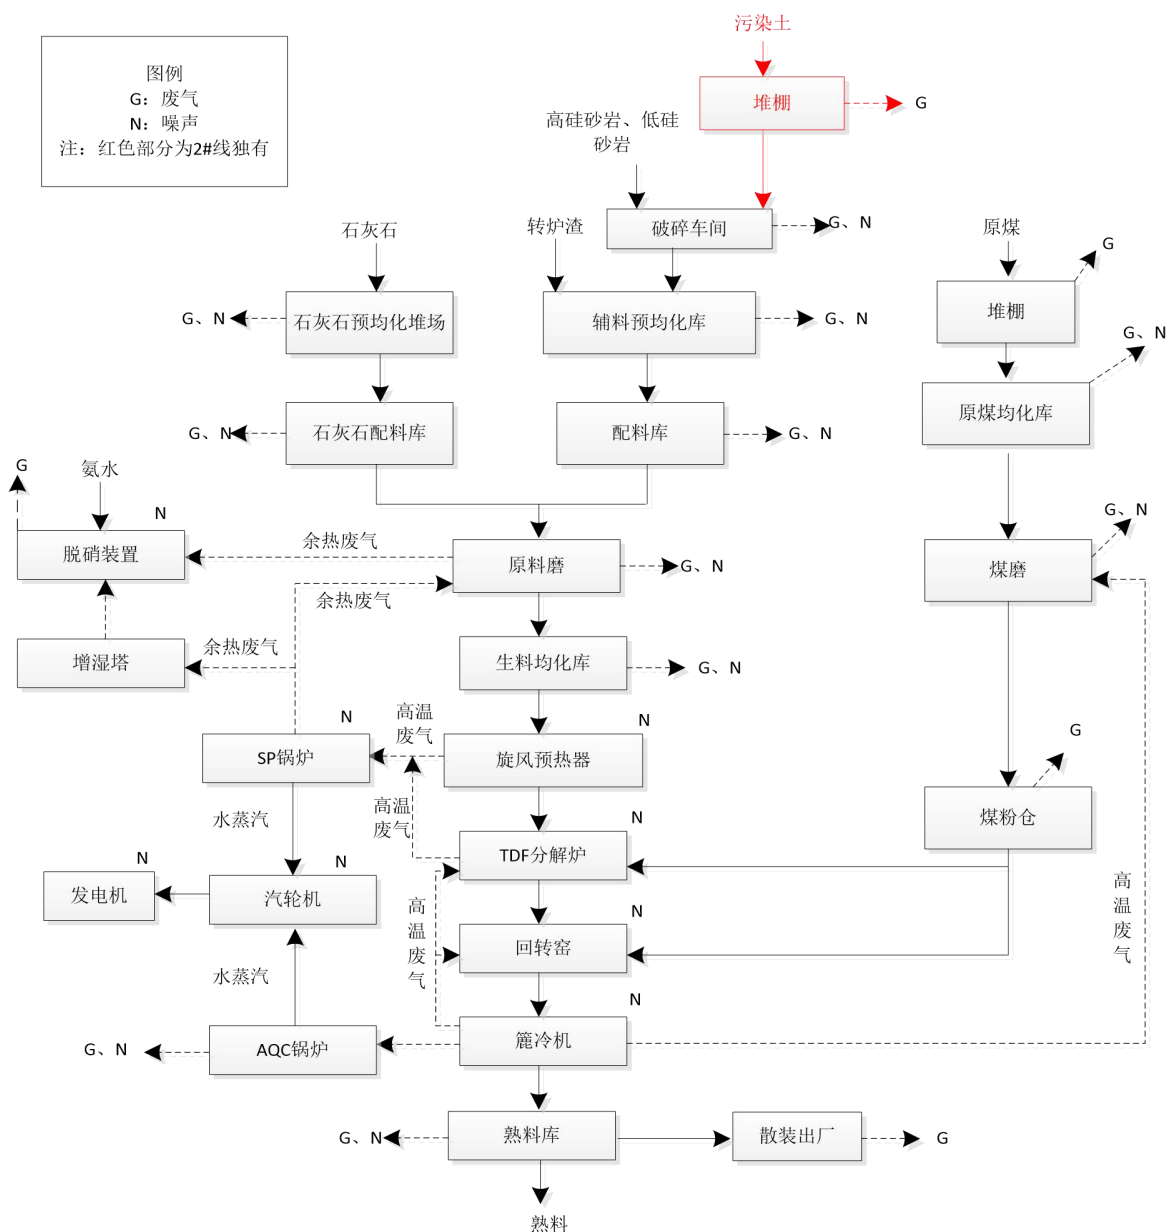 污染土
图例
G：废气
N：噪声
注：红色部分为2#线独有
堆棚
G
高硅砂岩、低硅
砂岩
石灰石
转炉渣
破碎车间
G、N
原煤
G
石灰石预均化堆场
G、N
辅料预均化库
G、N
堆棚
G、N
原煤均化库
石灰石配料库
G、N
配料库
G、N
G
氨水
N
脱硝装置
余热废气
原料磨
G、N
G、N
煤磨
余热废气
增湿塔
余热废气
生料均化库
G、N
N
SP锅炉
高温
废气
N
旋风预热器
G
煤粉仓
水蒸汽
高温
废气
N
TDF分解炉
N
发电机
N
汽轮机
高
温
废
气
高
温
废
气
N
回转窑
水蒸汽
N
G、N
AQC锅炉
篦冷机
G、N
熟料库
散装出厂
G
熟料